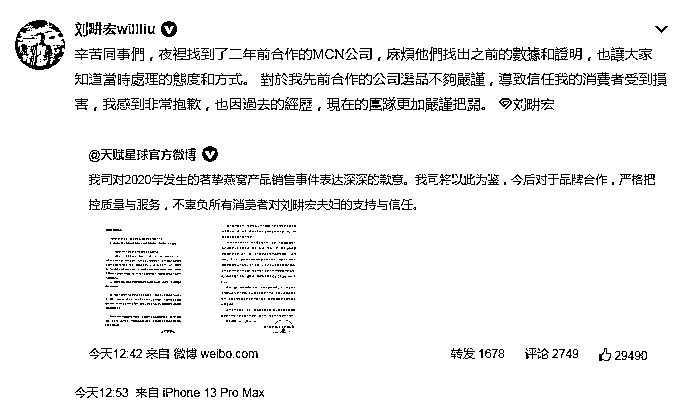 刘畊宏willliu
辛苦同事們，夜裡找到了二年前合作的MCN公司，麻煩他們找出之前的數據和證明，也讓大家
知道當時處理的態度和方式。 對於我先前合作的公司選品不夠嚴謹，導致信任我的消費者受到損
害，我感到非常抱歉，也因過去的經歷，現在的團隊更加嚴謹把關。 刘畊宏
@天赋星球官方微博
我司对2020年发生的茗挚燕窝产品销售事件表达深深的歉意。我司将以此为鉴，今后对于品牌合作，严格把
控质量与服务，不辜负所有消费者对刘畊宏夫妇的支持与信任。
今天12:42 来自 微博 weibo.com
转发 1678 评论 2749 29490
今天12:53 来自 iPhone 13 Pro Max